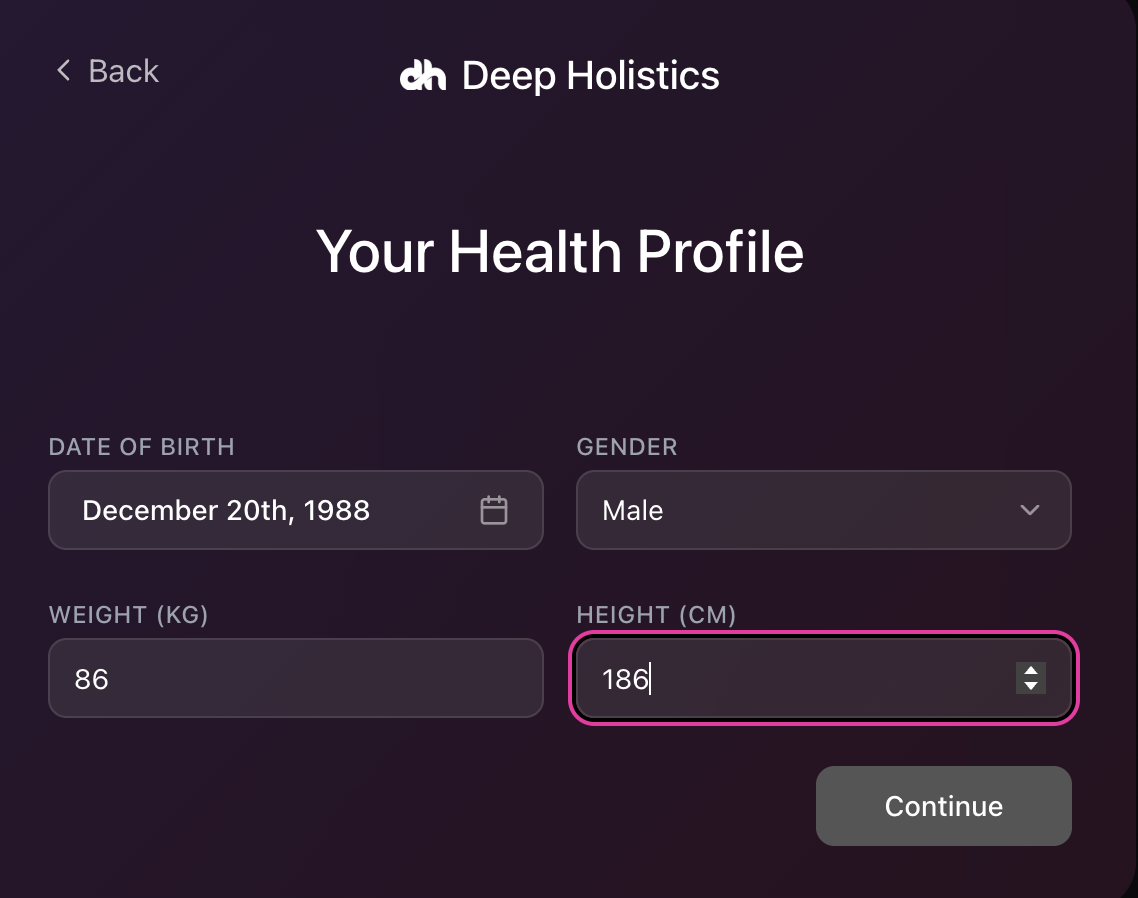 Back
dh Deep Holistics
Your Health Profile
DATE OF BIRTH
December 20th, 1988
GENDER
Male
WEIGHT (KG)
86
HEIGHT (CM)
186
Continue